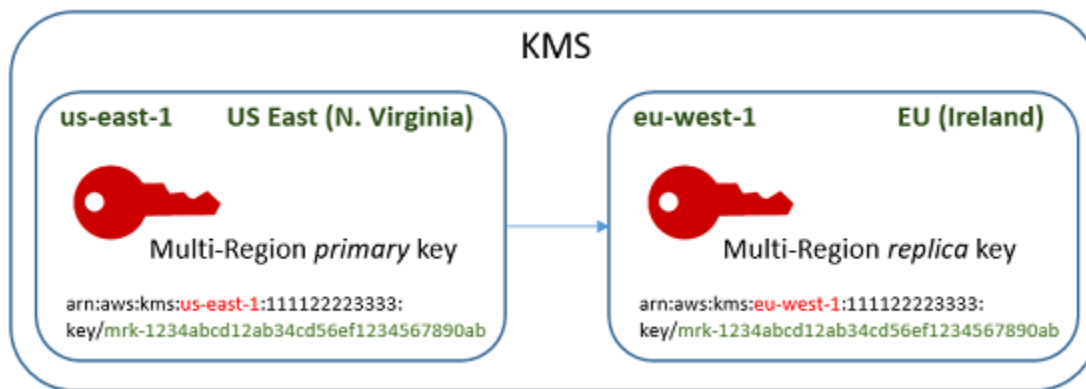 KMS
us-east-1 US East (N. Virginia)
Multi-Region primary key
arn:aws:kms:us-east-1:111122223333:
key/mrk-1234abcd12ab34cd56ef1234567890ab
eu-west-1 EU (Ireland)
Multi-Region replica key
arn:aws:kms:eu-west-1:111122223333:
key/mrk-1234abcd12ab34cd56ef1234567890ab